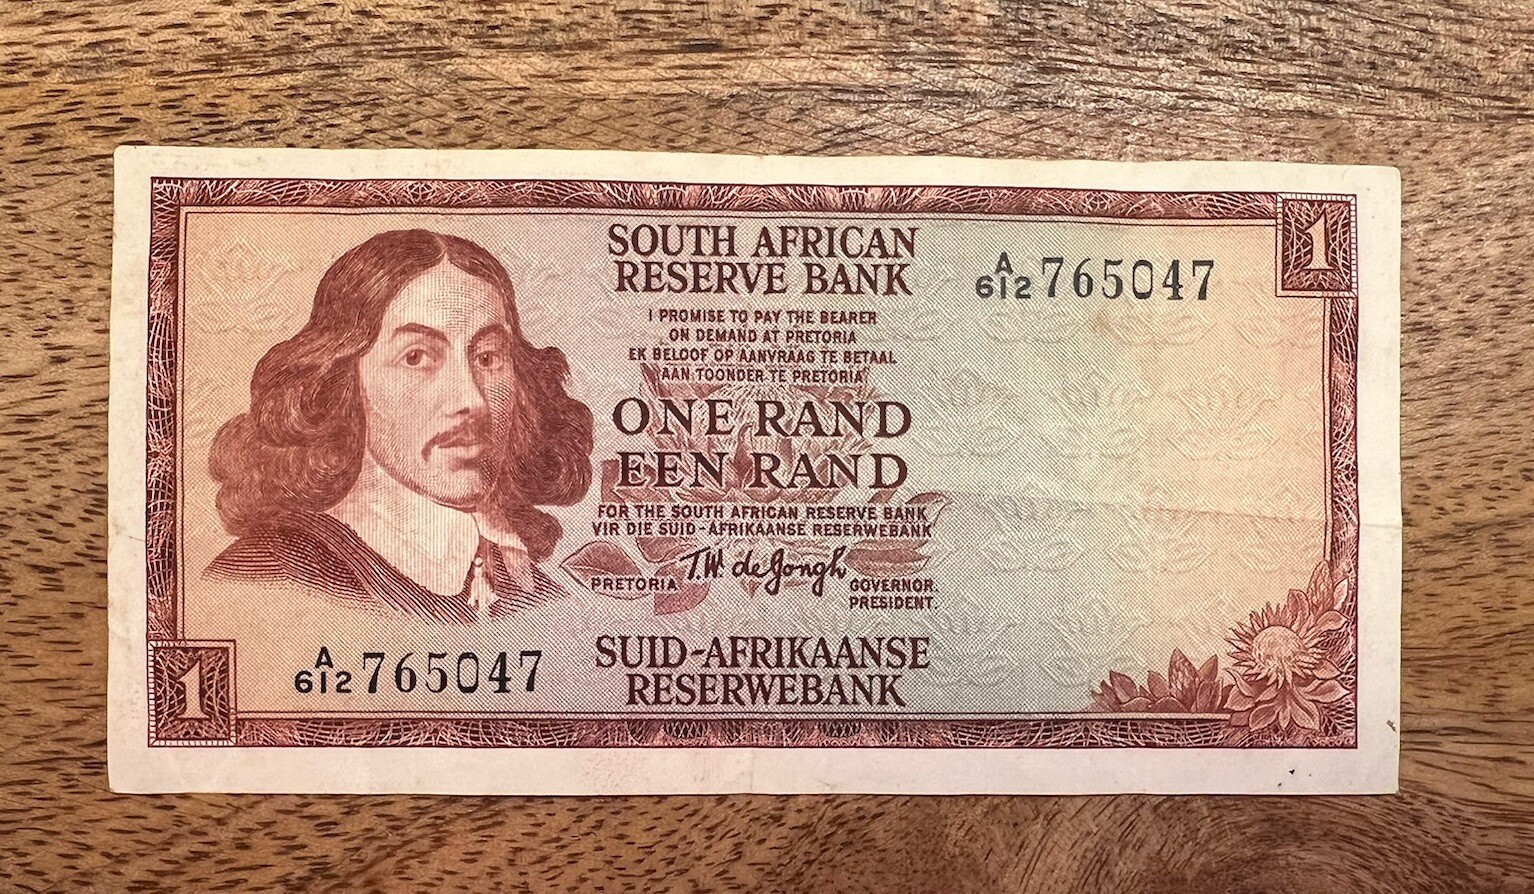 1
SOUTH AFRICAN
RESERVE BANK
A
612 765047
I PROMISE TO PAY THE BEARER
ON DEMAND AT PRETORIA
EK BELOOF OP AANVRAAG TE BETAAL
AAN TOONDER TE PRETORIA
ONE RAND
EEN RAND
FOR THE SOUTH AFRICAN RESERVE BANK
VIR DIE SUID-AFRIKAANSE RESERWEBANK
T.W. de Jongh
PRETORIA GOVERNOR.
PRESIDENT.
SUID-AFRIKAANSE
RESERWEBANK
A
612 765047
1